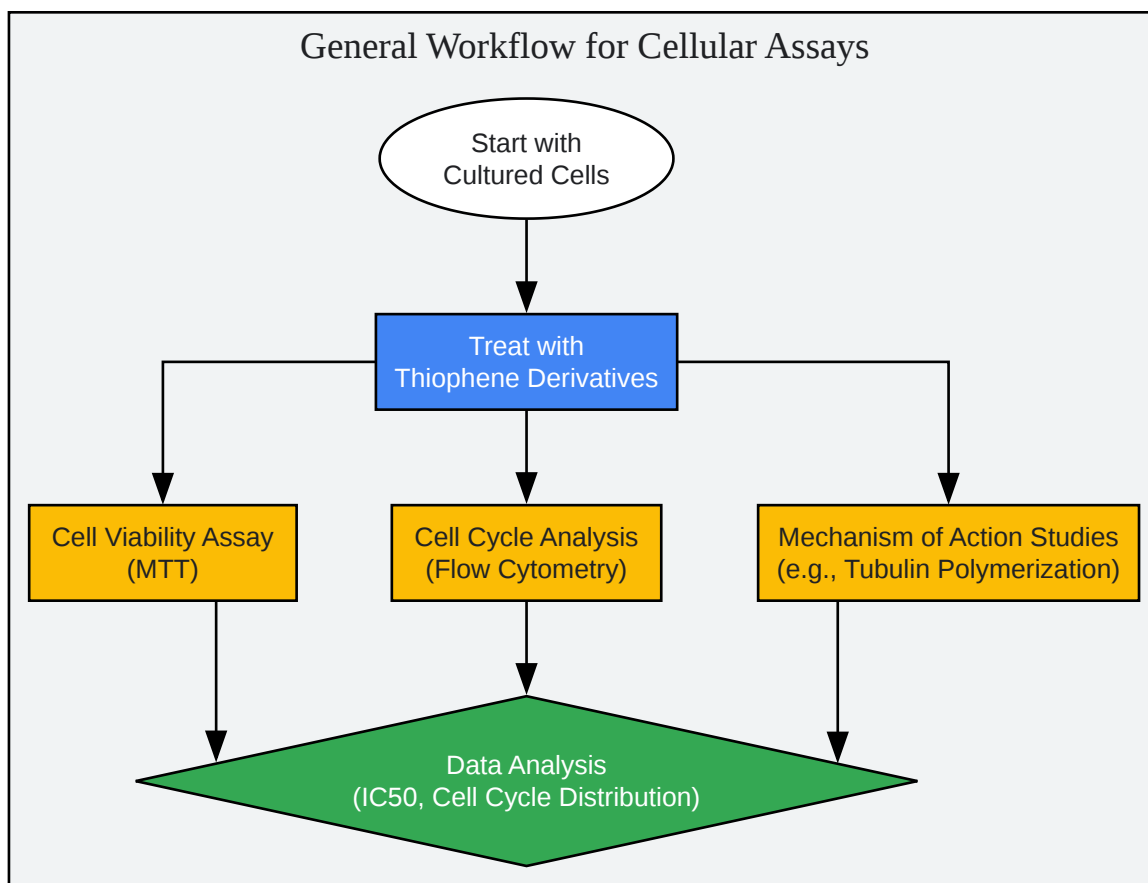 General Workflow for Cellular Assays
Start with
Cultured Cells
Treat with
Thiophene Derivatives
Cell Viability Assay
(MTT)
Cell Cycle Analysis
(Flow Cytometry)
Mechanism of Action Studies
(e.g., Tubulin Polymerization)
Data Analysis
(IC50, Cell Cycle Distribution)